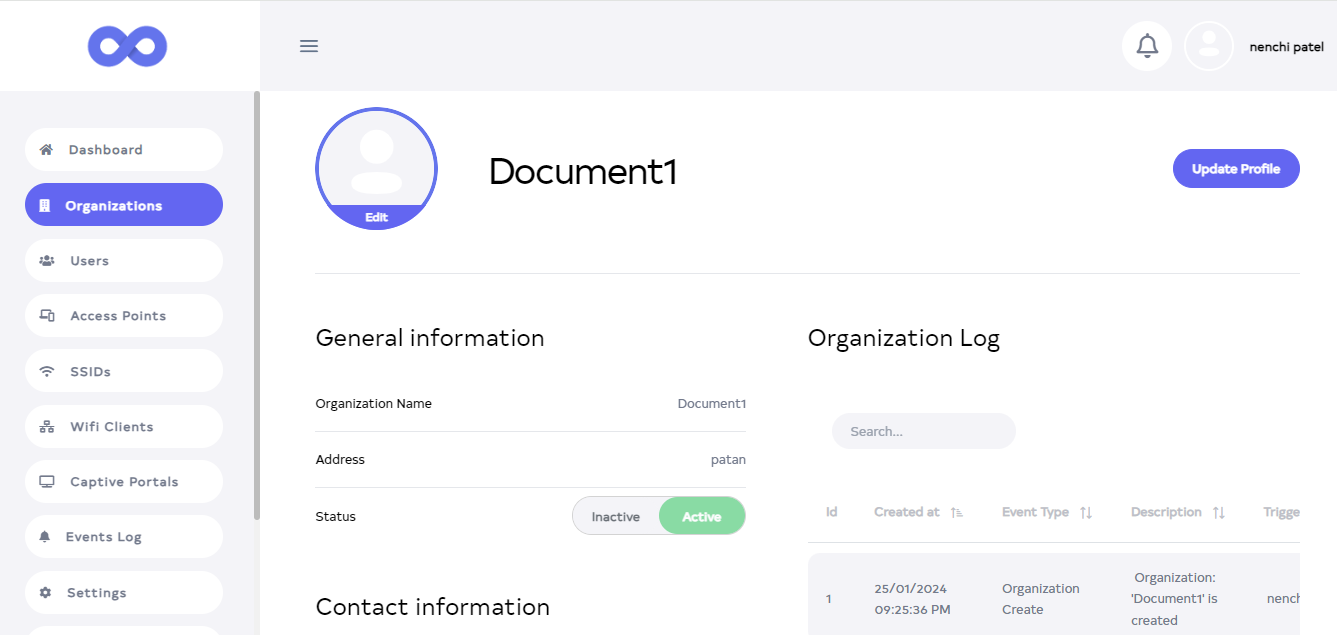 nenchi patel
Dashboard
Organizations
Users
Access Points
SSIDs
Wifi Clients
Captive Portals
Events Log
Settings
Edit
Document1
Update Profile
General information
Organization Name Document1
Address patan
Status Inactive Active
Contact information
Organization Log
Search...
Id Created at Event Type Description Trigge
1 25/01/2024 09:25:36 PM Organization Create Organization: 'Document1' is created nench